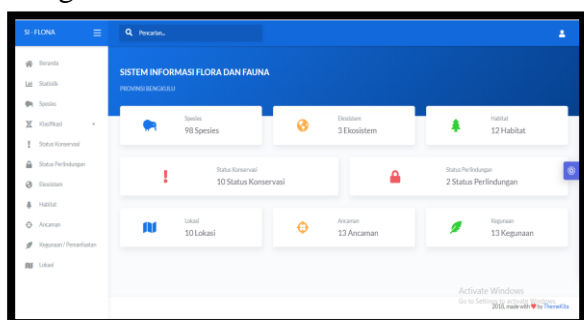 SI - FLONA
Pencarian...
Beranda
Statistik
Spesies
Klasifikasi
Status Konservasi
Status Perlindungan
Ekosistem
Habitat
Ancaman
Kegunaan / Pemanfaatan
Lokasi
SISTEM INFORMASI FLORA DAN FAUNA
PROVINSI BENGKULU
Spesies
98 Spesies
Ekosistem
3 Ekosistem
Habitat
12 Habitat
Status Konservasi
10 Status Konservasi
Status Perlindungan
2 Status Perlindungan
Lokasi
10 Lokasi
Ancaman
13 Ancaman
Kegunaan
13 Kegunaan
Activate Windows
Go to Settings to activate Windows.
2018, made with ❤ by ThemeKita